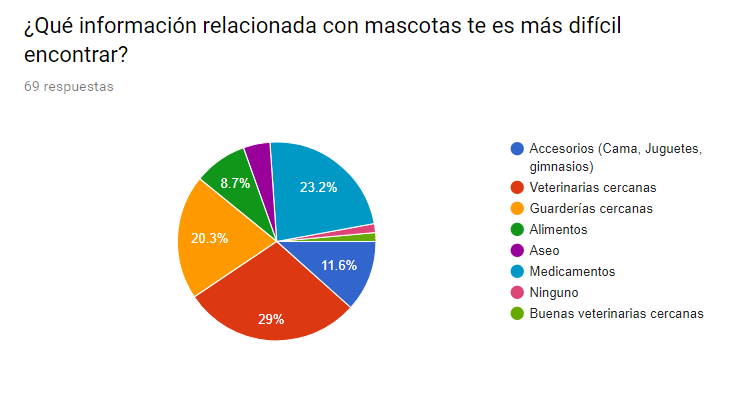 ¿Qué información relacionada con mascotas te es más difícil
encontrar?
69 respuestas
23.2%
8.7%
20.3%
11.6%
29%
Accesorios (Cama, Juguetes,
gimnasios)
Veterinarias cercanas
Guarderías cercanas
Alimentos
Aseo
Medicamentos
Ninguno
Buenas veterinarias cercanas